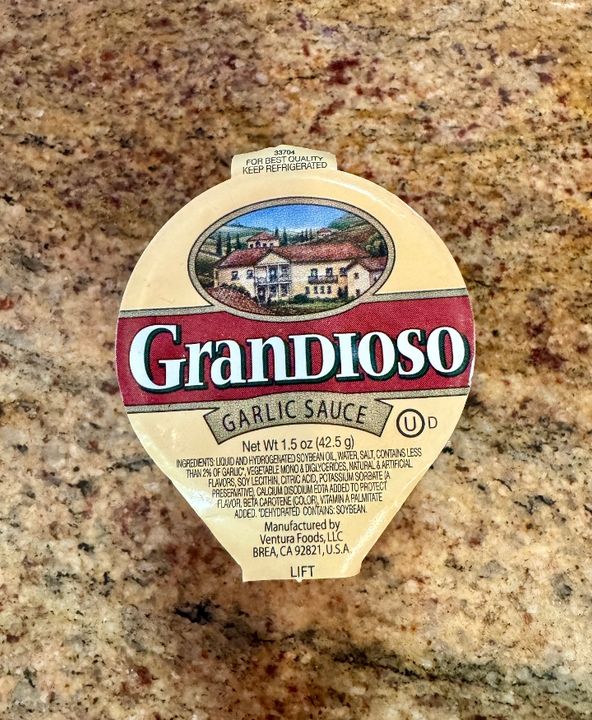 33704
FOR BEST QUALITY
KEEP REFRIGERATED
GRANDIOSO
GARLIC SAUCE
U D
Net Wt 1.5 oz (42.5 g)
INGREDIENTS: LIQUID AND HYDROGENATED SOYBEAN OIL, WATER, SALT, CONTAINS LESS
THAN 2% OF GARLIC*, VEGETABLE MONO & DIGLYCERIDES, NATURAL & ARTIFICIAL
FLAVORS, SOY LECITHIN, CITRIC ACID, POTASSIUM SORBATE (A
PRESERVATIVE), CALCIUM DISODIUM EDTA ADDED TO PROTECT
FLAVOR, BETA CAROTENE (COLOR), VITAMIN A PALMITATE
ADDED. *DEHYDRATED CONTAINS: SOYBEAN.
Manufactured by
Ventura Foods, LLC
BREA, CA 92821, U.S.A.
LIFT